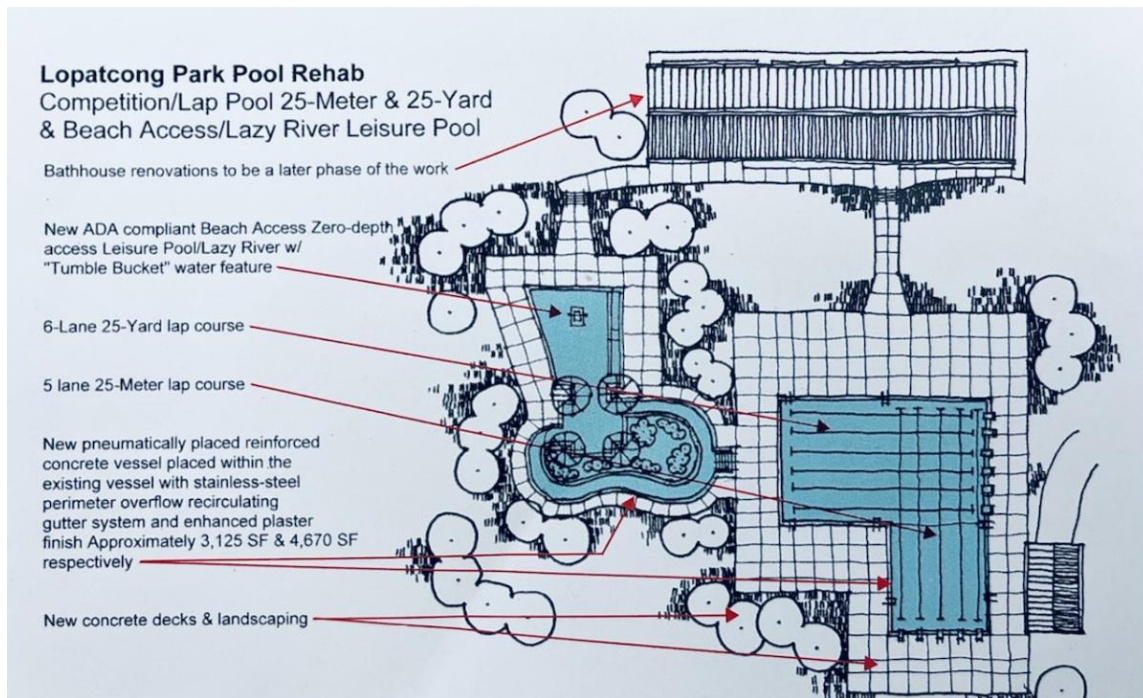 Lopatcong Park Pool Rehab
Competition/Lap Pool 25-Meter & 25-Yard
& Beach Access/Lazy River Leisure Pool
Bathhouse renovations to be a later phase of the work
New ADA compliant Beach Access Zero-depth
access Leisure Pool/Lazy River w/
"Tumble Bucket" water feature
6-Lane 25-Yard lap course
5 lane 25-Meter lap course
New pneumatically placed reinforced
concrete vessel placed within the
existing vessel with stainless-steel
perimeter overflow recirculating
gutter system and enhanced plaster
finish Approximately 3,125 SF & 4,670 SF
respectively
New concrete decks & landscaping